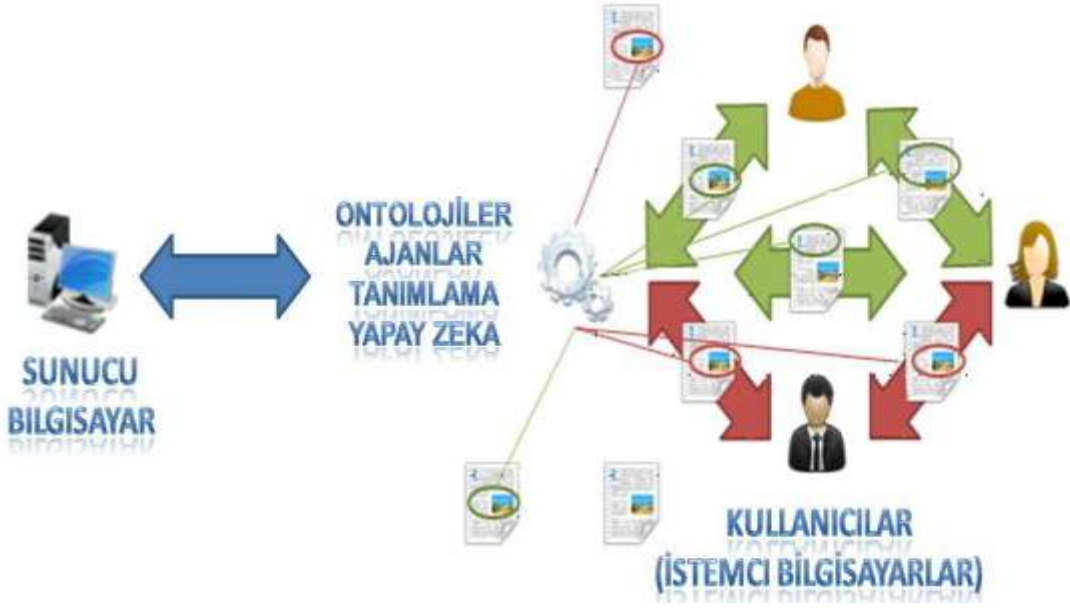 ONTOLOJİLER
AJANLAR
TANIMLAMA
YAPAY ZEKA
SUNUCU
BİLGİSAYAR
KULLANICILAR
(İSTEMCİ BİLGİSAYARLAR)